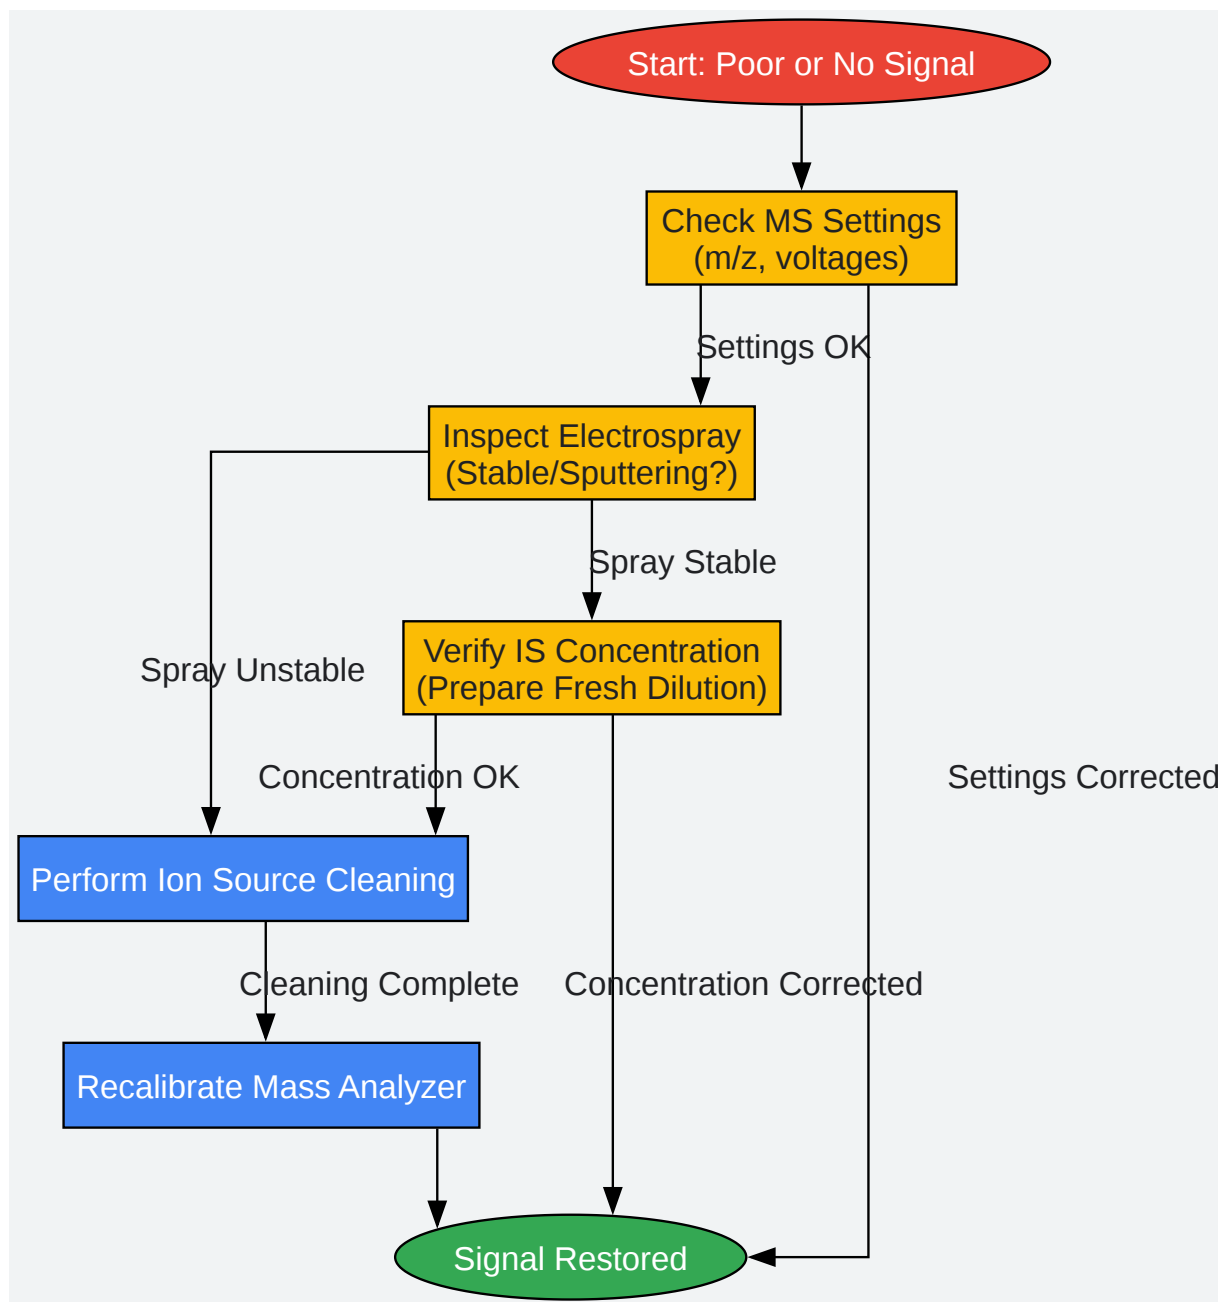 Start: Poor or No Signal
Check MS Settings
(m/z, voltages)
Settings OK
Inspect Electrospray
(Stable/Sputtering?)
Spray Stable
Verify IS Concentration
(Prepare Fresh Dilution)
Spray Unstable
Concentration OK
Settings Corrected
Perform Ion Source Cleaning
Cleaning Complete
Concentration Corrected
Recalibrate Mass Analyzer
Signal Restored